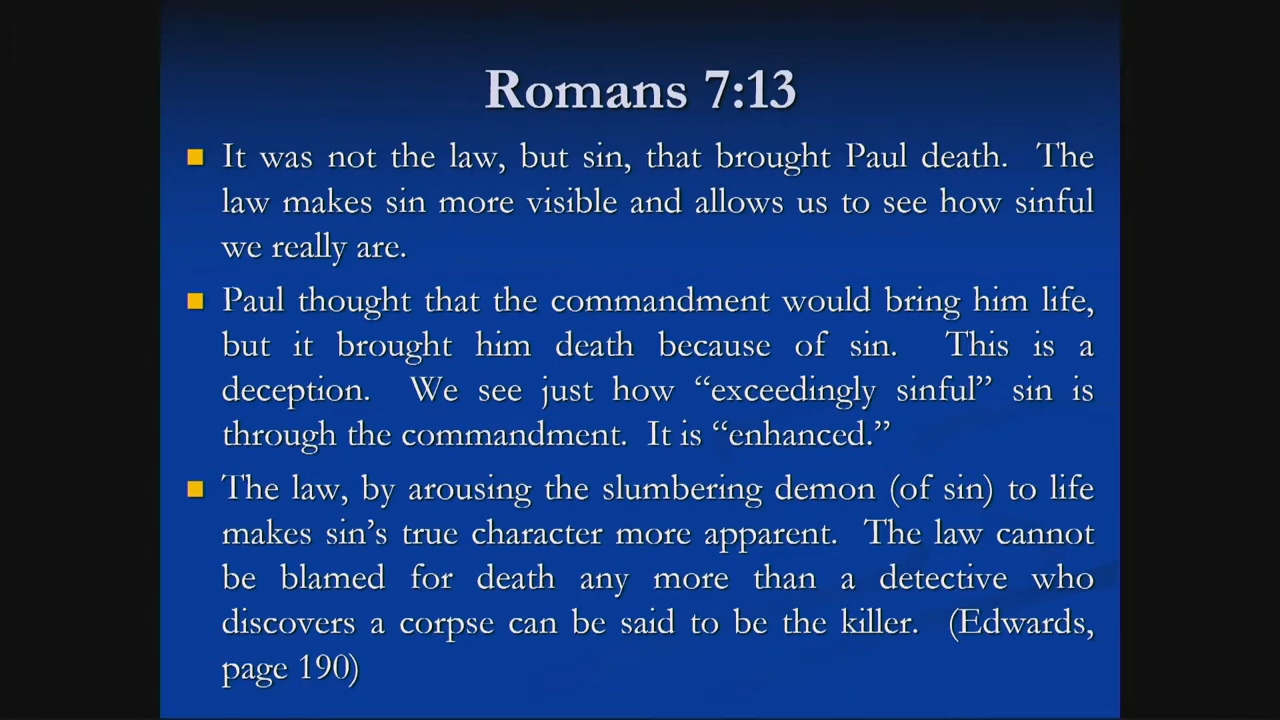 Romans 7:13
It was not the law, but sin, that brought Paul death. The
law makes sin more visible and allows us to see how sinful
we really are.
Paul thought that the commandment would bring him life,
but it brought him death because of sin. This is a
deception. We see just how “exceedingly sinful” sin is
through the commandment. It is “enhanced.”
The law, by arousing the slumbering demon (of sin) to life
makes sin’s true character more apparent. The law cannot
be blamed for death any more than a detective who
discovers a corpse can be said to be the killer. (Edwards,
page 190)